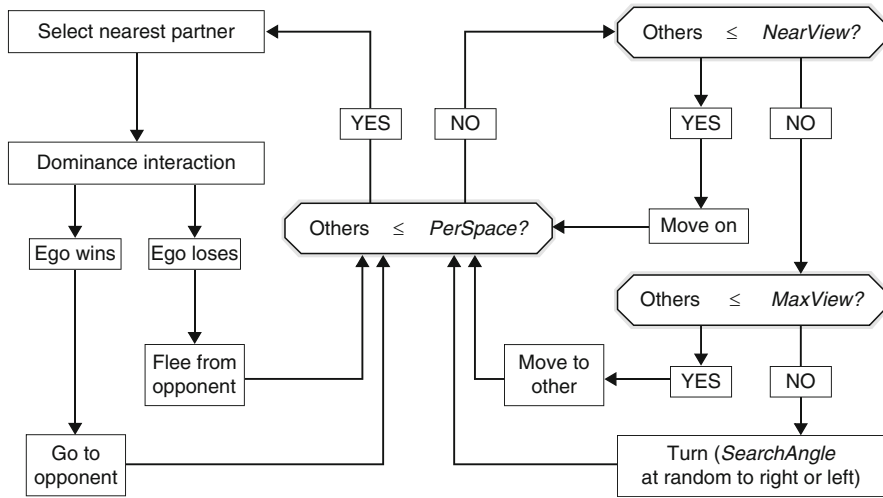 Select nearest partner
Others ≤ NearView?
YES
NO
YES
NO
Dominance interaction
Others ≤ PerSpace?
Move on
Ego wins
Ego loses
Others ≤ MaxView?
Flee from
opponent
Move to
other
YES
NO
Go to
opponent
Turn (SearchAngle
at random to right or left)